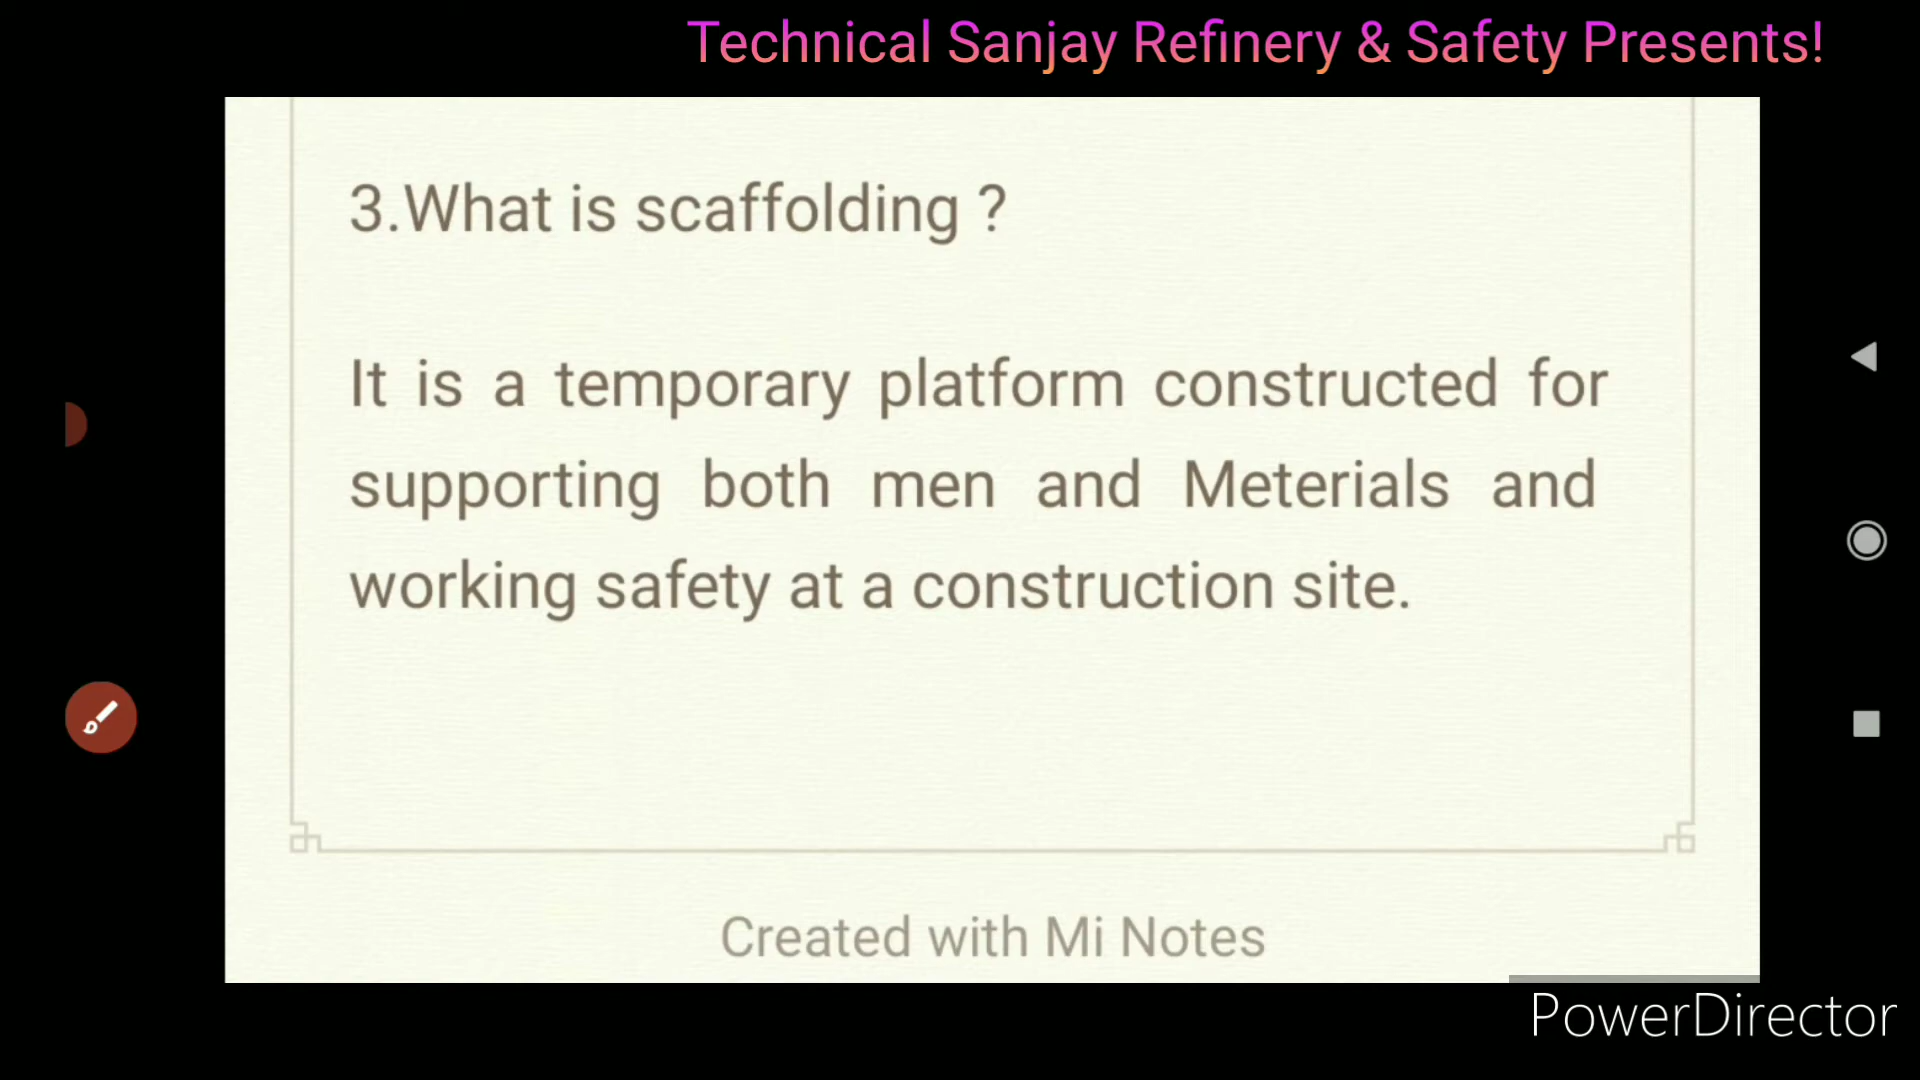 Technical Sanjay Refinery & Safety Presents!
3.What is scaffolding ?
It is a temporary platform constructed for
supporting both men and Meterials and
working safety at a construction site.
Created with Mi Notes
PowerDirector